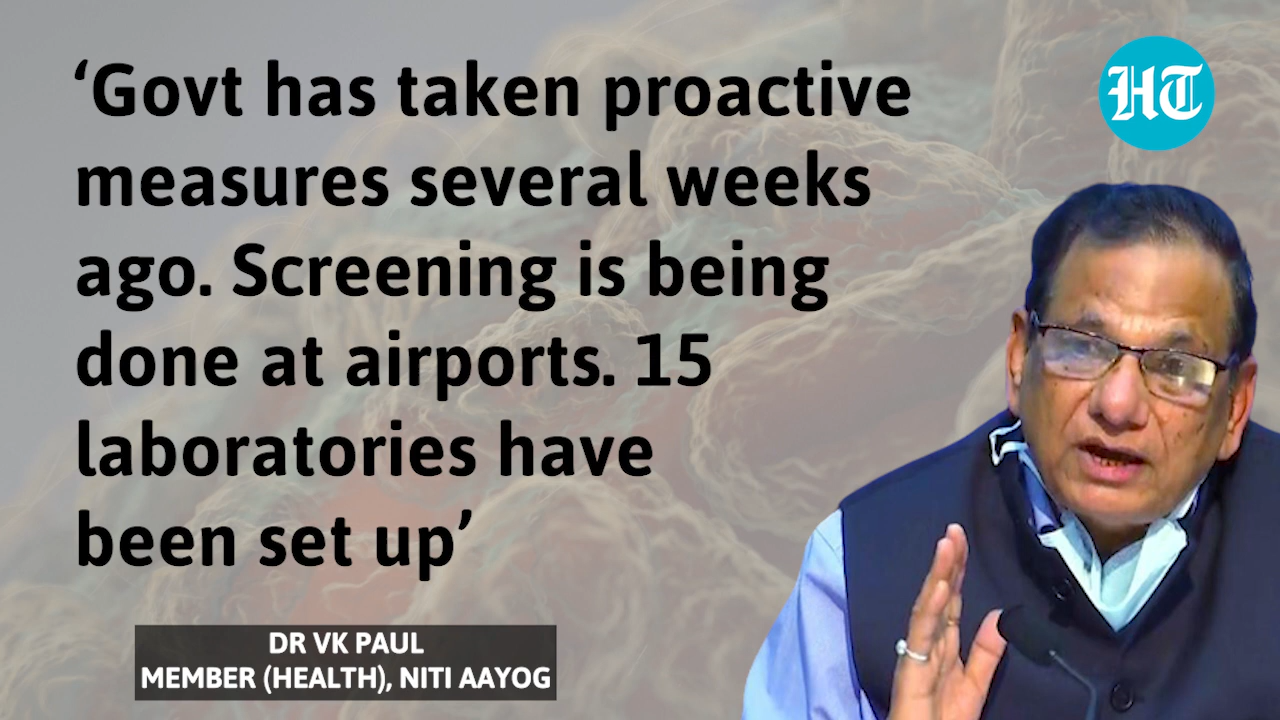 ‘Govt has taken proactive
measures several weeks
ago. Screening is being
done at airports. 15
laboratories have
been set up’
HT
DR VK PAUL
MEMBER (HEALTH), NITI AAYOG